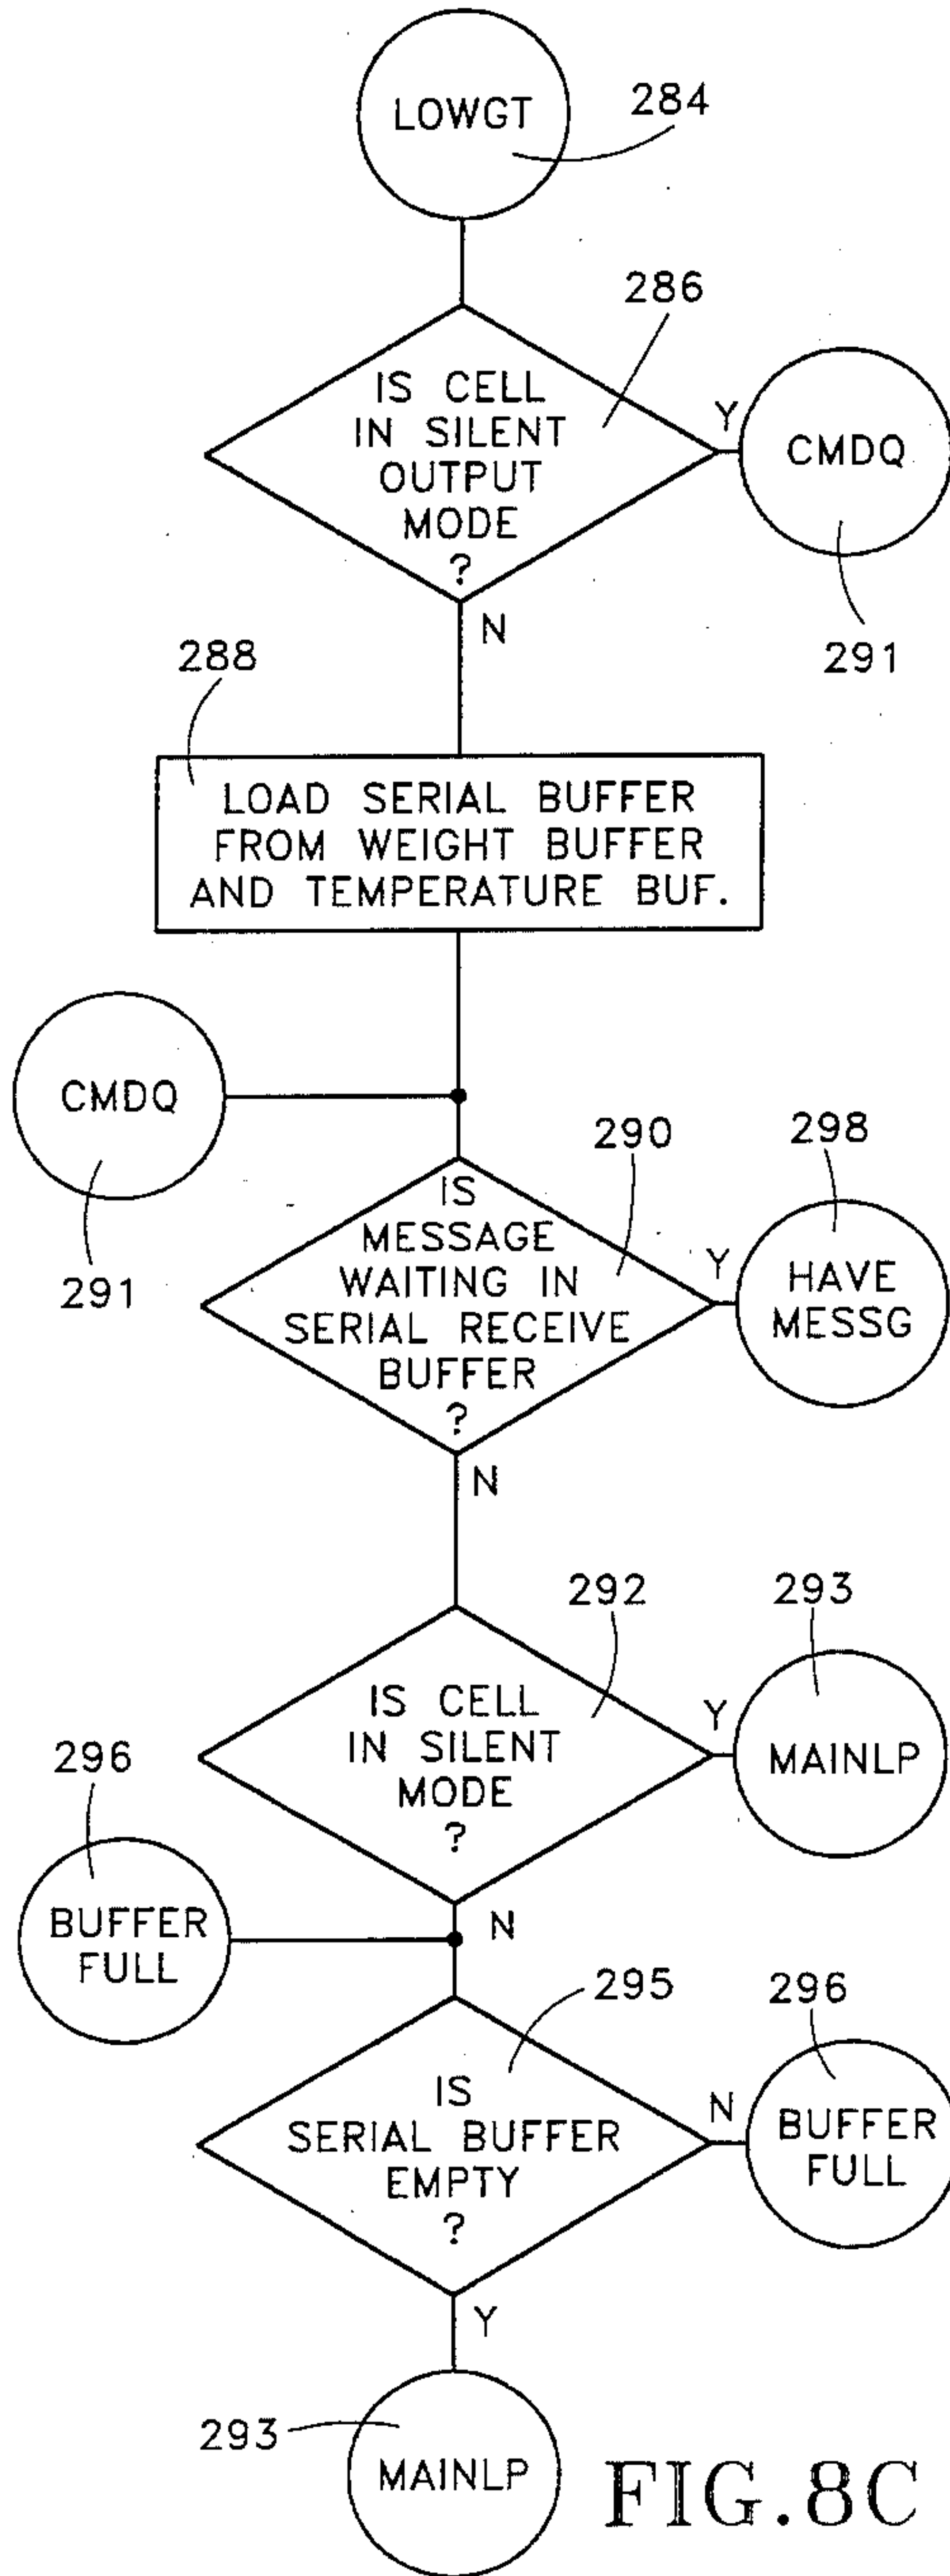 LOWGT
284
286
IS CELL
IN SILENT
OUTPUT
MODE
?
Y
CMDQ
291
N
288
LOAD SERIAL BUFFER
FROM WEIGHT BUFFER
AND TEMPERATURE BUF.
CMDQ
291
290
298
IS
MESSAGE
WAITING IN
SERIAL RECEIVE
BUFFER
?
Y
HAVE
MESSG
N
292
293
IS CELL
IN SILENT
MODE
?
Y
MAINLP
296
BUFFER
FULL
N
295
296
IS
SERIAL BUFFER
EMPTY
?
N
BUFFER
FULL
Y
293
MAINLP
FIG.8C